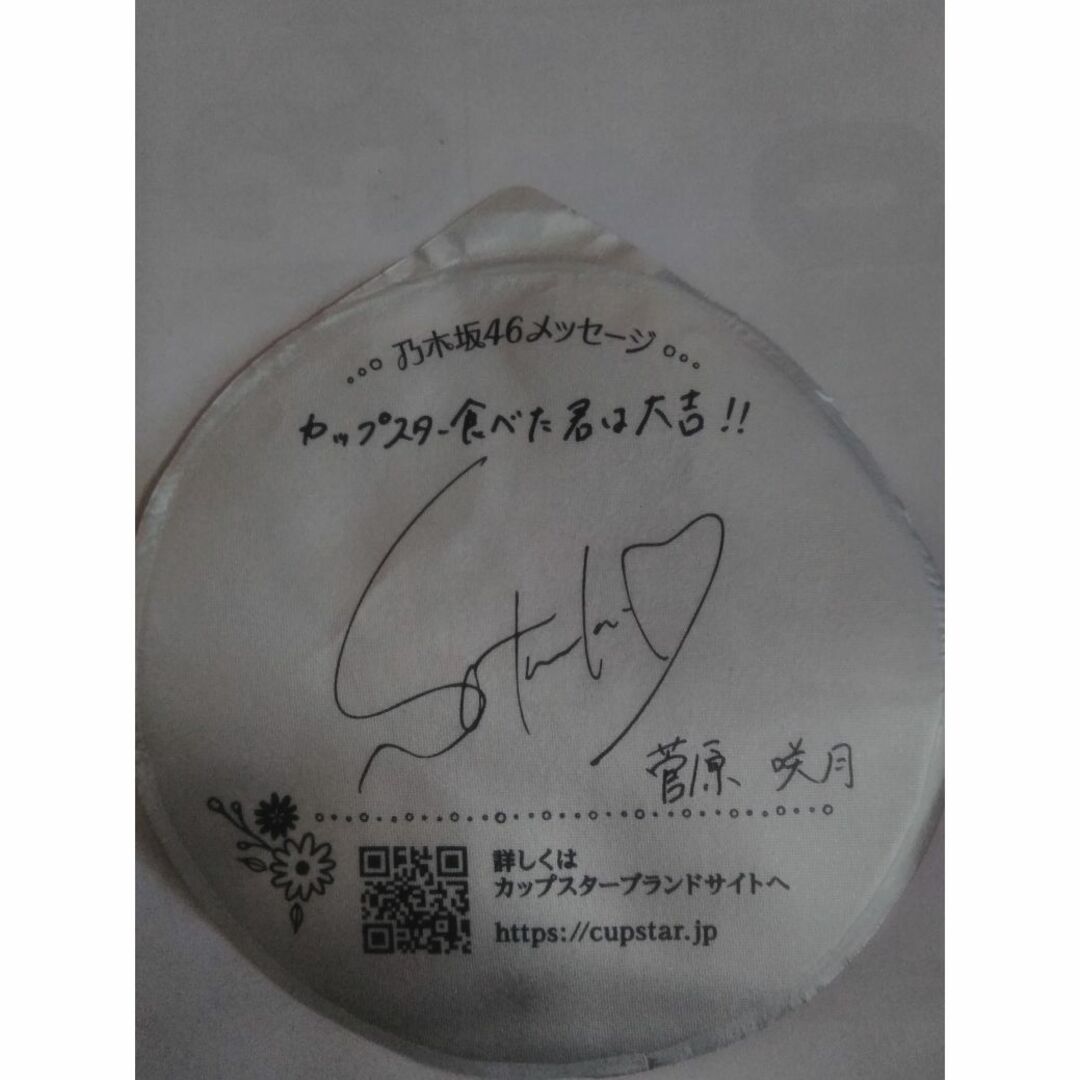 乃木坂46メッセージ
カップスター食べた君は大吉!!
菅原 咲月
詳しくは
カップスターブランドサイトへ
https://cupstar.jp